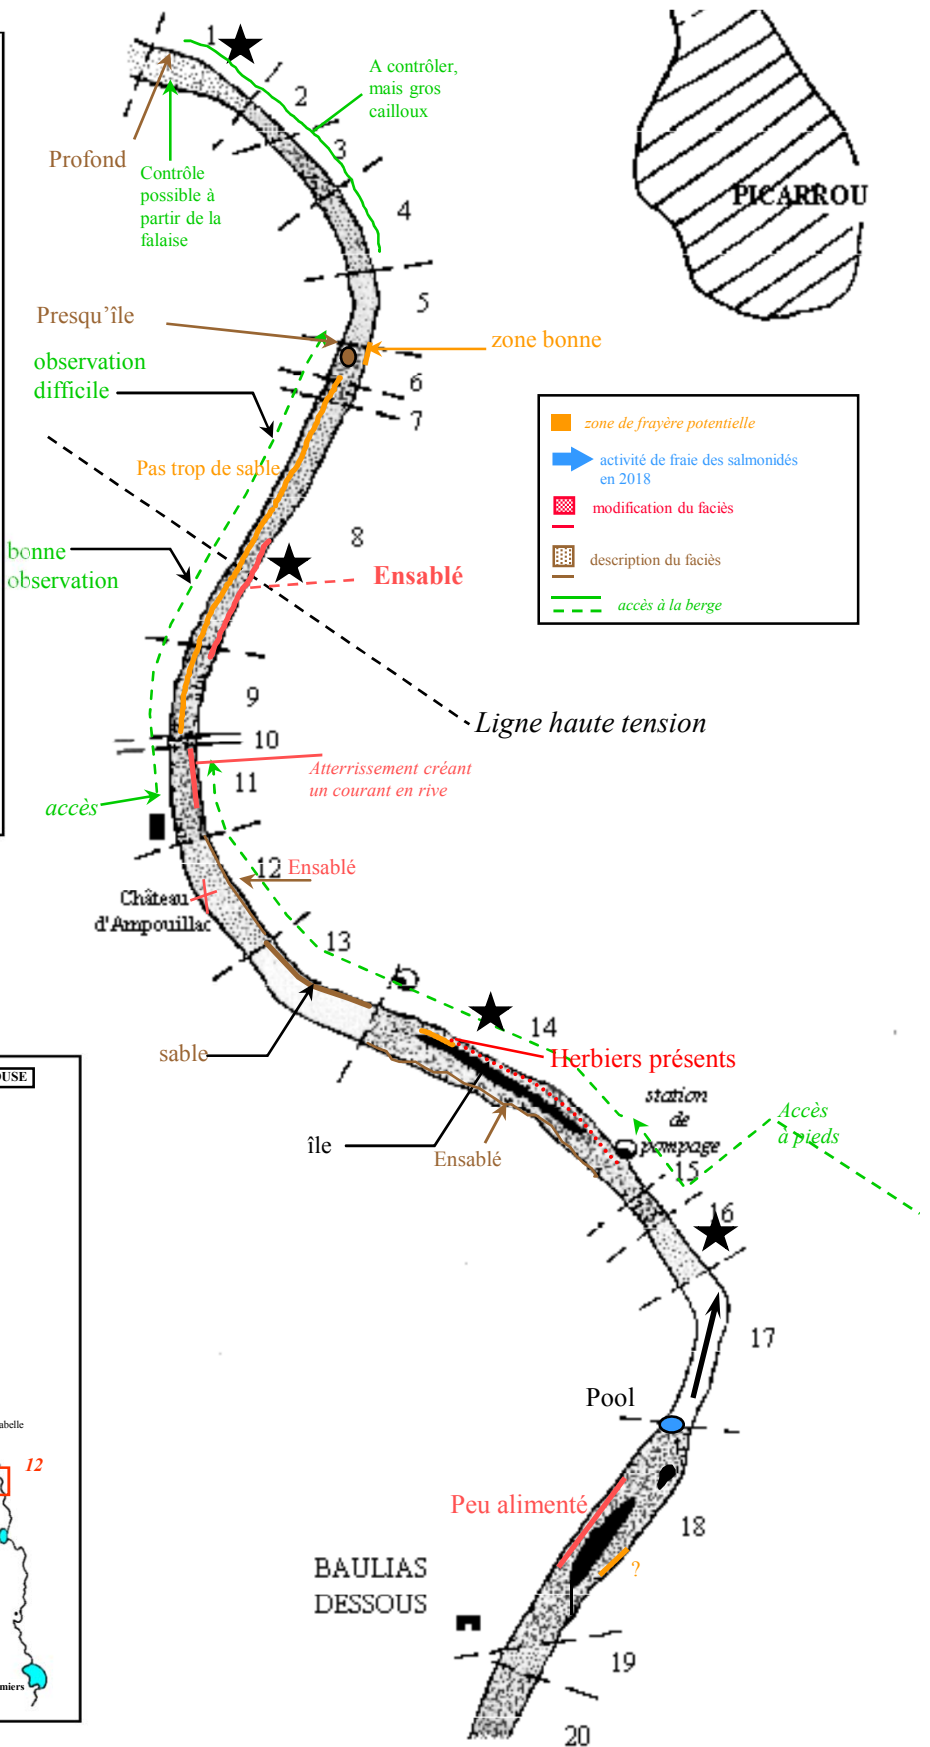 1
A contrôler,
mais gros
cailloux
2
3
Profond
Contrôle
possible à
partir de la
falaise
4
PICARROU
5
Presqu'île
zone bonne
observation
difficile
6
7
zone de frayère potentielle
activité de fraie des salmonidés
en 2018
modification du faciès
description du faciès
accès à la berge
Pas trop de sable
8
bonne
observation
Ensablé
9
Ligne haute tension
10
Atterrissement créant
un courant en rive
11
accès
12
Ensablé
Château
d'Ampouillac
13
sable
14
Herbiers présents
station
de
pompage
Accès
à pieds
île
Ensablé
15
16
17
Pool
Peu alimenté
18
?
BAULIAS
DESSOUS
19
20
OUSE
abelle
12
miers